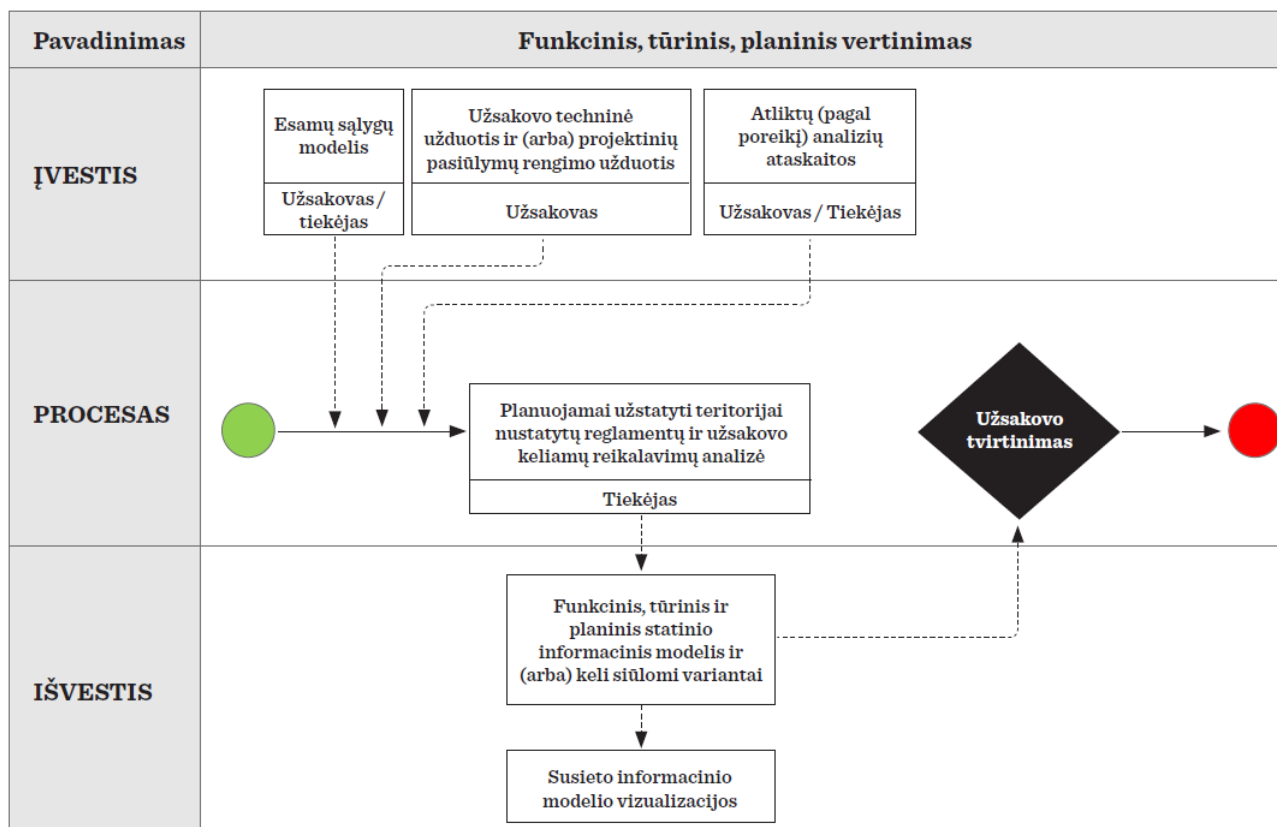 Pavadinimas
Funkcinis, tūrinis, planinis vertinimas
ĮVESTIS
Esamų sąlygų
modelis
Užsakovas /
tiekėjas
Užsakovo techninė
užduotis ir (arba) projektinių
pasiūlymų rengimo užduotis
Užsakovas
Atliktų (pagal
poreikį) analizių
ataskaitos
Užsakovas / Tiekėjas
PROCESAS
Planuojamai užstatyti teritorijai
nustatytų reglamentų ir užsakovo
keliamų reikalavimų analizė
Tiekėjas
Užsakovo
tvirtinimas
IŠVESTIS
Funkcinis, tūrinis ir
planinis statinio
informacinis modelis ir
(arba) keli siūlomi variantai
Susieto informacinio
modelio vizualizacijos